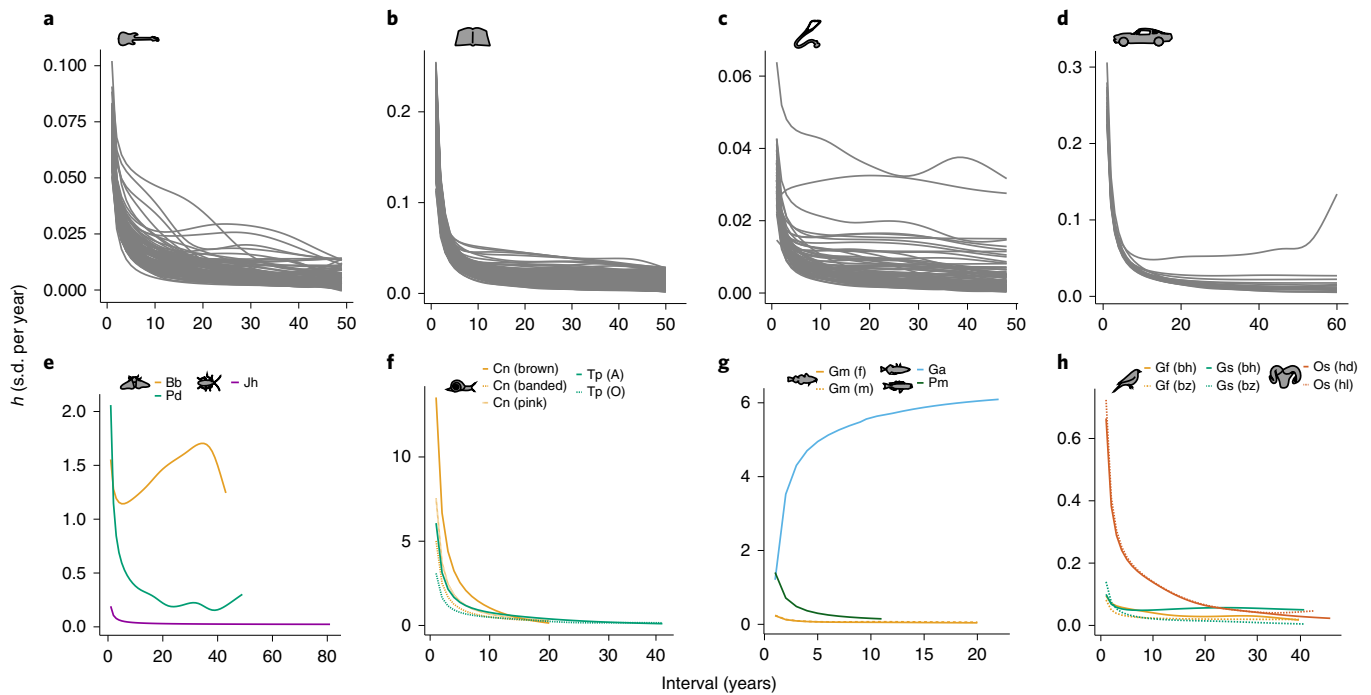 a
b
c
d
0.100
0.075
0.050
0.025
0.000
0 10 20 30 40 50
0.2
0.1
0.0
0 10 20 30 40 50
0.06
0.04
0.02
0.00
0 10 20 30 40 50
0.3
0.2
0.1
0.0
0 20 40 60
h (s.d. per year)
e
Bb
Pd
Jh
2.0
1.5
1.0
0.5
0.0
0 20 40 60 80
f
Cn (brown)
Cn (banded)
Cn (pink)
Tp (A)
Tp (O)
10
5
0
0 10 20 30 40
g
Gm (f)
Gm (m)
Ga
Pm
6
4
2
0
0 5 10 15 20
h
Gf (bh)
Gf (bz)
Gs (bh)
Gs (bz)
Os (hd)
Os (hl)
0.6
0.4
0.2
0.0
0 10 20 30 40
Interval (years)